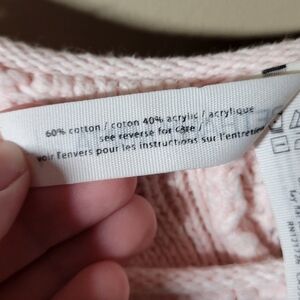 60% cotton / coton 40% acrylic / acrylique
see reverse for care /
voir l'envers pour les instructions sur l'entretien